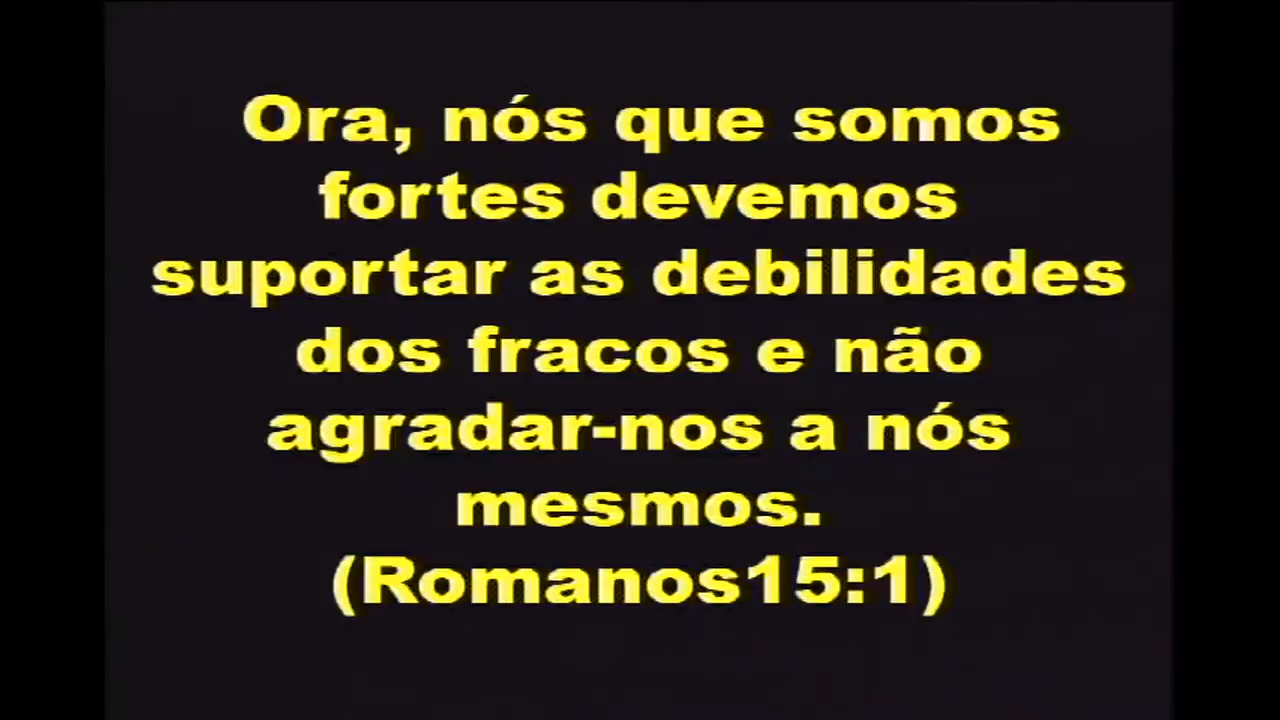 Ora, nós que somos
fortes devemos
suportar as debilidades
dos fracos e não
agradar-nos a nós
mesmos.
(Romanos15:1)